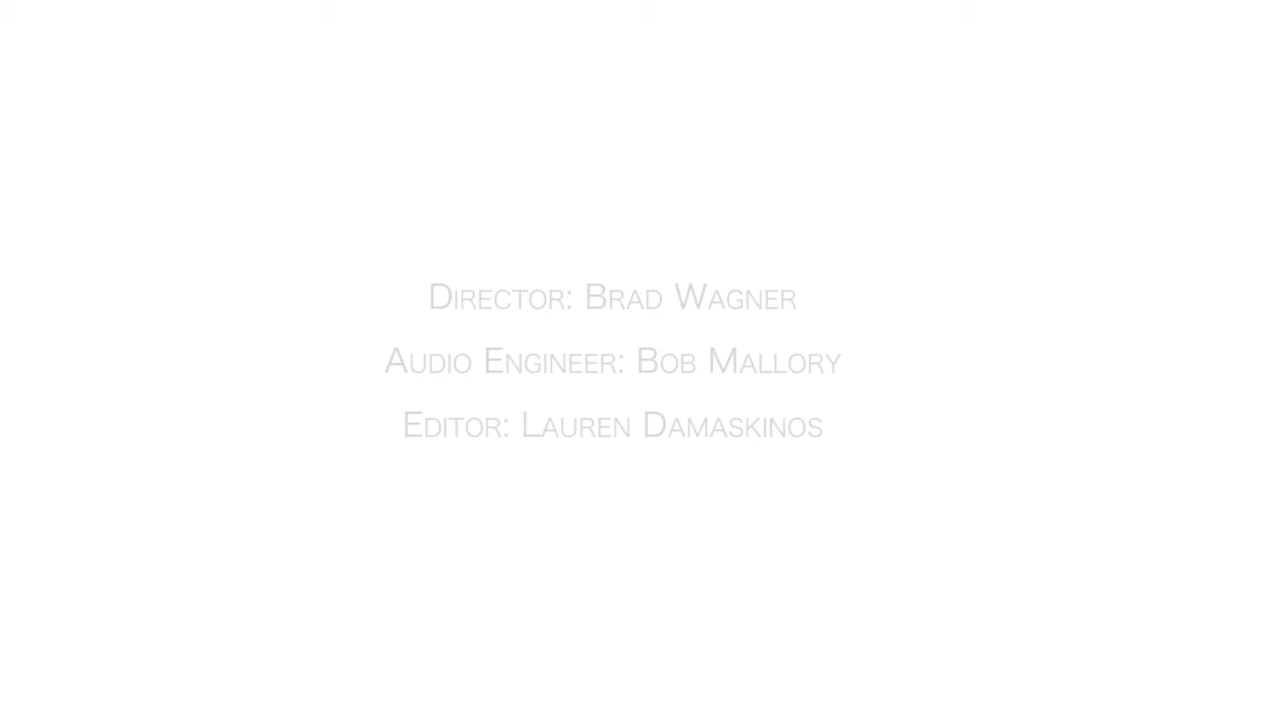 Director: Brad Wagner
Audio Engineer: Bob Mallory
Editor: Lauren Damaskinos